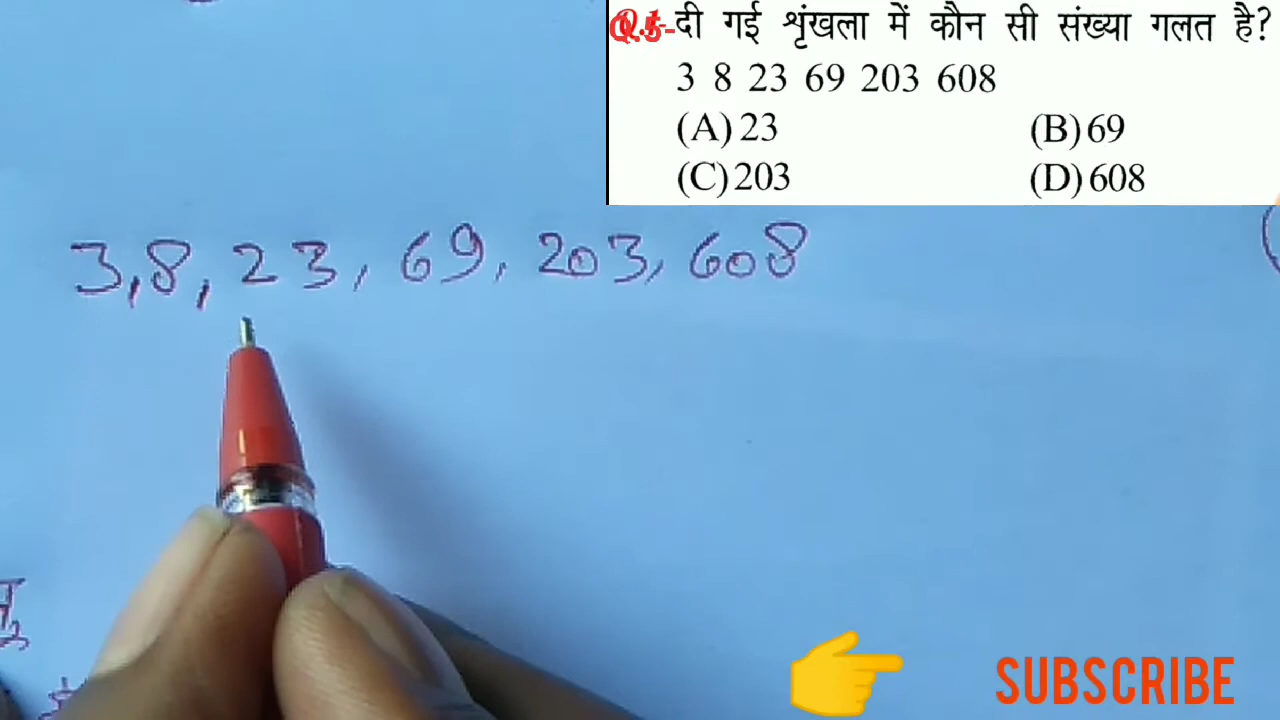 दी गई शृंखला में कौन सी संख्या गलत है?
3 8 23 69 203 608
(A) 23 (B) 69
(C) 203 (D) 608
3, 8, 23, 69, 203, 608
SUBSCRIBE